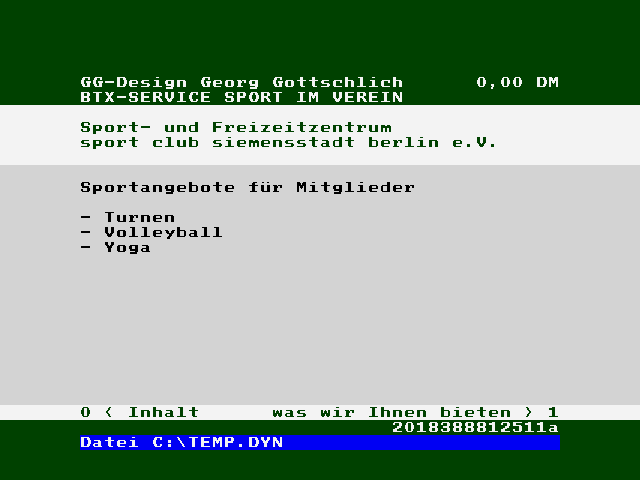 GG-Design Georg Gottschlich 0,00 DM
BTX-SERVICE SPORT IM VEREIN
Sport- und Freizeitzentrum
sport club siemensstadt berlin e.V.
Sportangebote für Mitglieder
- Turnen
- Volleyball
- Yoga
0 < Inhalt was wir Ihnen bieten > 1
2018388812511a
Datei C:\TEMP.DYN